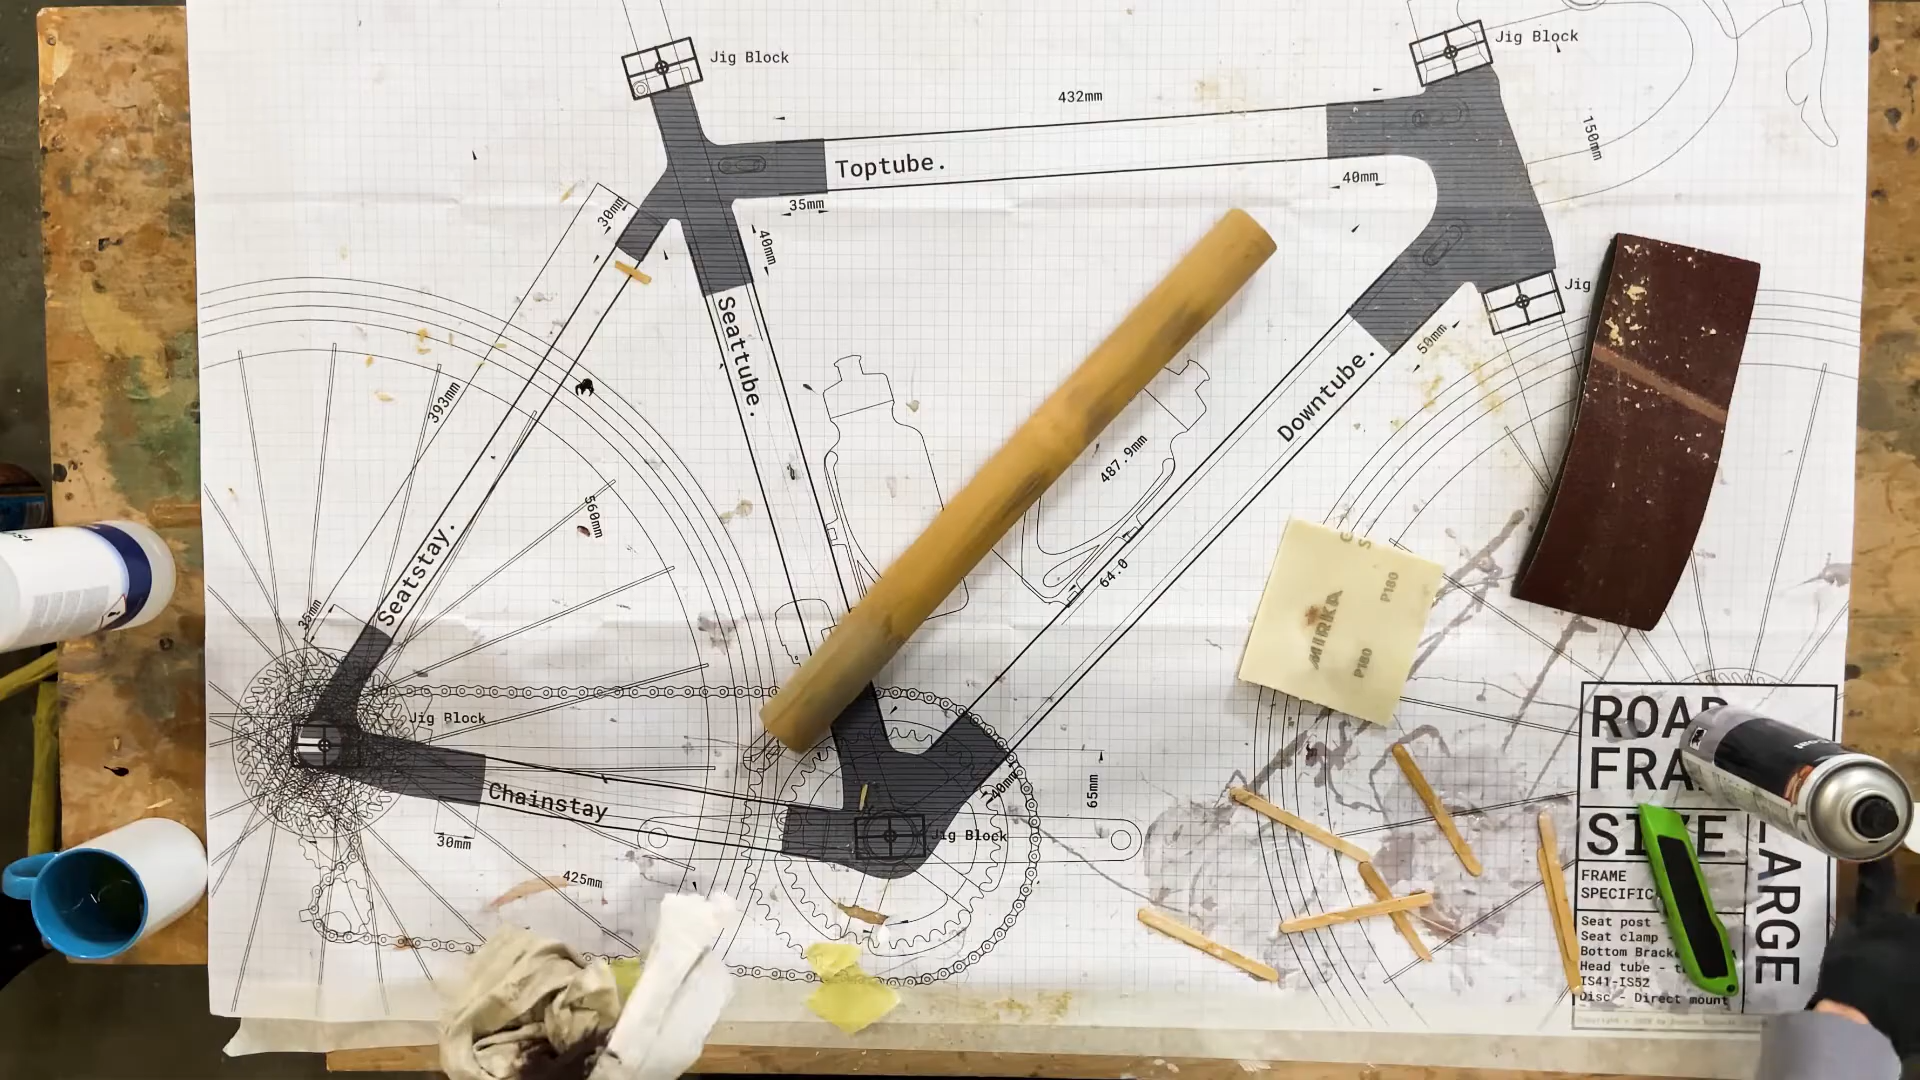 Jig Block
Jig Block
432mm
150mm
Toptube.
40mm
35mm
30mm
40mm
Jig
Seattube.
50mm
Downtube.
393mm
487.9mm
560mm
64.0
Seatstay.
35mm
MIRKA
P180
P180
Jig Block
Chainstay
30mm
425mm
40mm
65mm
Jig Block
ROAD
FRA
SIZE
LARGE
FRAME
SPECIFIC
Seat post
Seat clamp -
Bottom Bracke
Head tube -
IS41-IS52
Disc - Direct mount